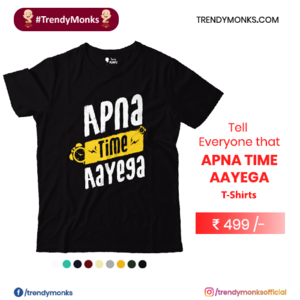 #TrendyMonks
TRENDYMONKS.COM
APNA
TIME
AAYEGA
Tell
Everyone that
APNA TIME
AAYEGA
T-Shirts
₹ 499 /-
/trendymonks
/trendymonksofficial